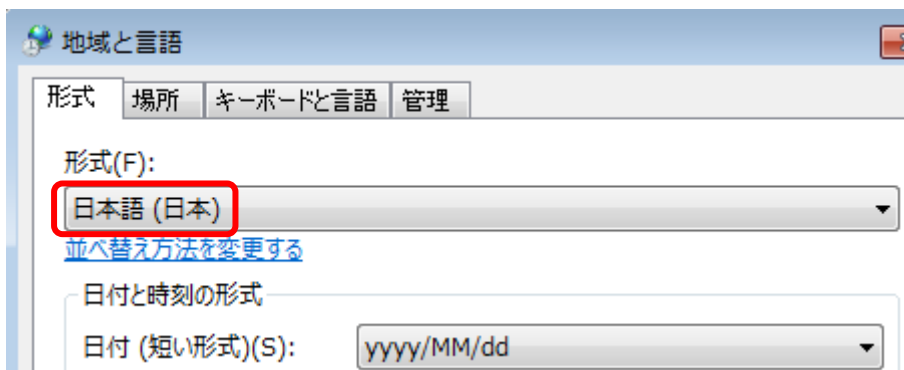 地域と言語
形式 場所 キーボードと言語 管理
形式(F):
日本語 (日本)
並べ替え方法を変更する
日付と時刻の形式
日付 (短い形式)(S): yyyy/MM/dd